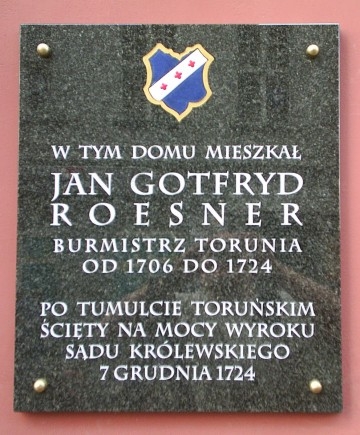 W TYM DOMU MIESZKAŁ
JAN GOTFRYD
ROESNER
BURMISTRZ TORUNIA
OD 1706 DO 1724
PO TUMULCIE TORUŃSKIM
ŚCIĘTY NA MOCY WYROKU
SĄDU KRÓLEWSKIEGO
7 GRUDNIA 1724